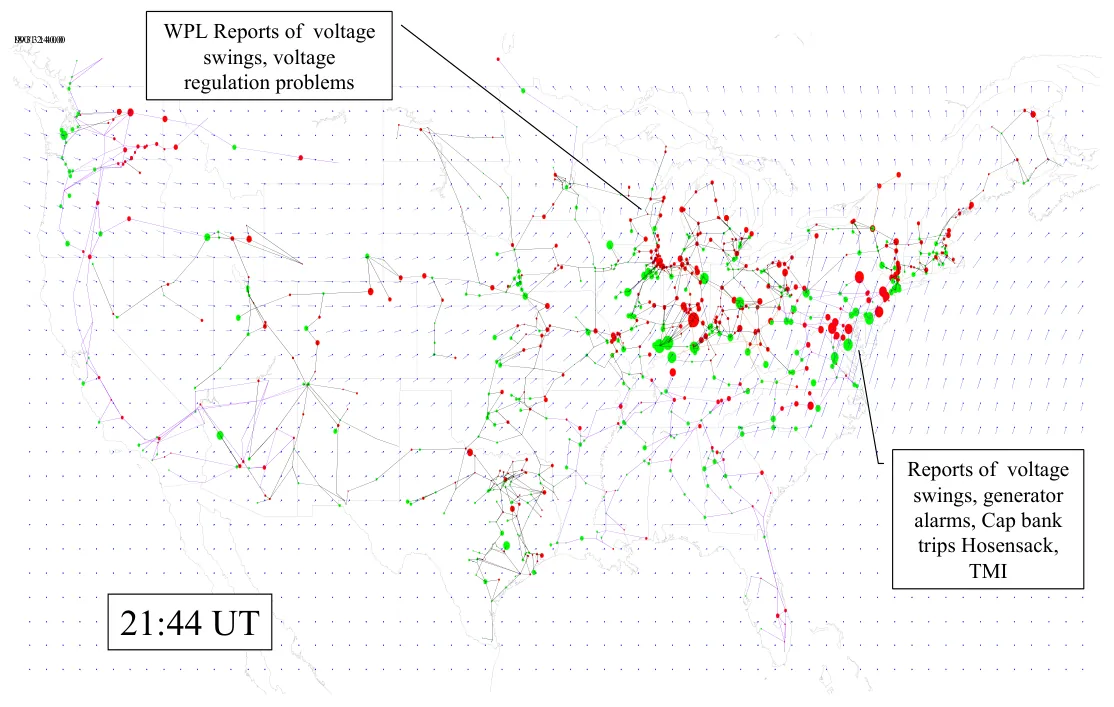 WPL Reports of voltage
swings, voltage
regulation problems
Reports of voltage
swings, generator
alarms, Cap bank
trips Hosensack,
TMI
21:44 UT